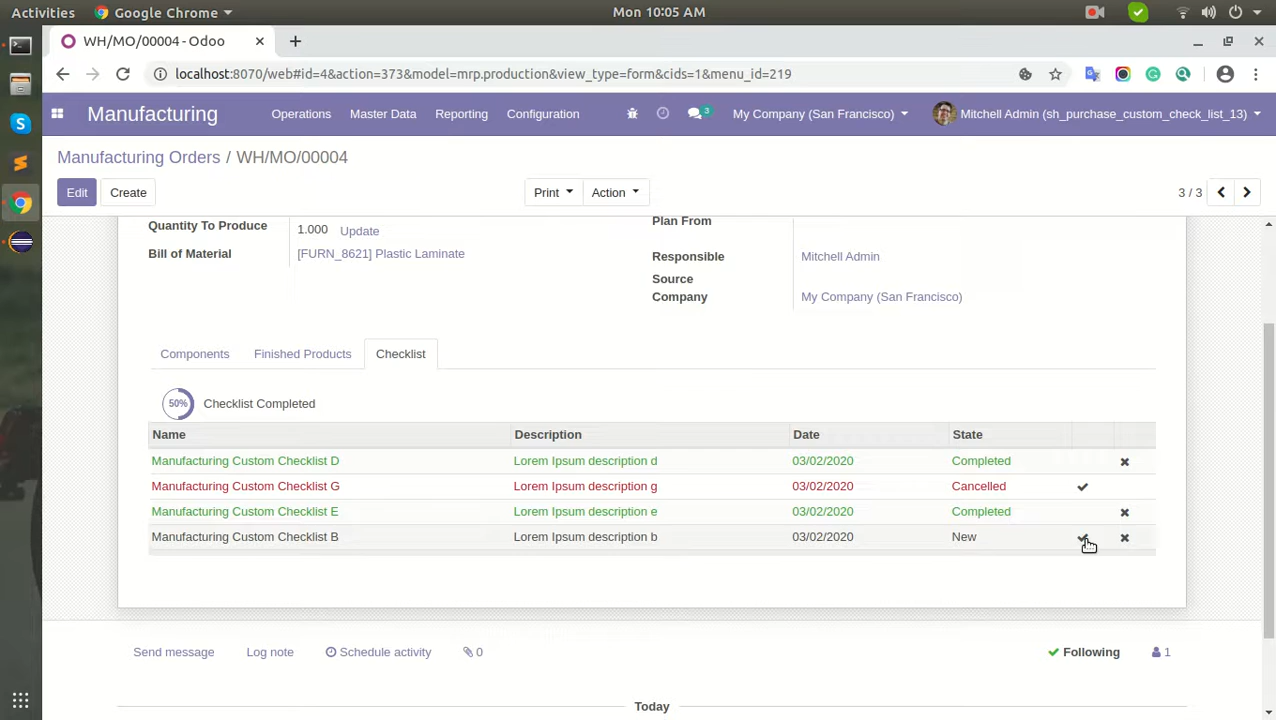 Activities Google Chrome Mon 10:05 AM
WH/MO/00004 - Odoo
localhost:8070/web#id=4&action=373&model=mrp.production&view_type=form&cids=1&menu_id=219
Manufacturing Operations Master Data Reporting Configuration 3 My Company (San Francisco) Mitchell Admin (sh_purchase_custom_check_list_13)
Manufacturing Orders / WH/MO/00004
Edit Create Print Action 3 / 3
Quantity To Produce 1.000 Update Plan From
Bill of Material [FURN_8621] Plastic Laminate Responsible Mitchell Admin
Source
Company My Company (San Francisco)
Components Finished Products Checklist
50% Checklist Completed
Name Description Date State
Manufacturing Custom Checklist D Lorem Ipsum description d 03/02/2020 Completed
Manufacturing Custom Checklist G Lorem Ipsum description g 03/02/2020 Cancelled
Manufacturing Custom Checklist E Lorem Ipsum description e 03/02/2020 Completed
Manufacturing Custom Checklist B Lorem Ipsum description b 03/02/2020 New
Send message Log note Schedule activity 0 Following 1
Today